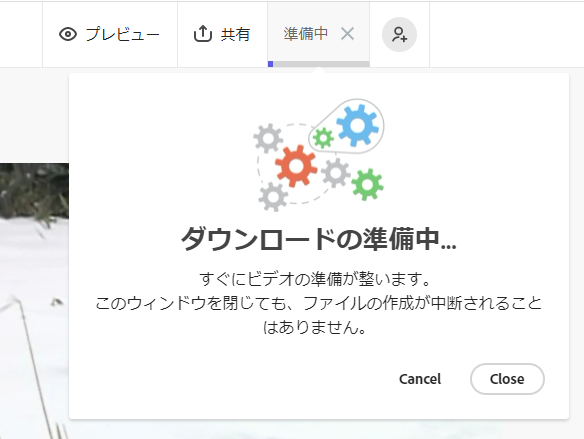 プレビュー
共有
準備中
ダウンロードの準備中...
すぐにビデオの準備が整います。
このウィンドウを閉じても、ファイルの作成が中断されること
はありません。
Cancel
Close